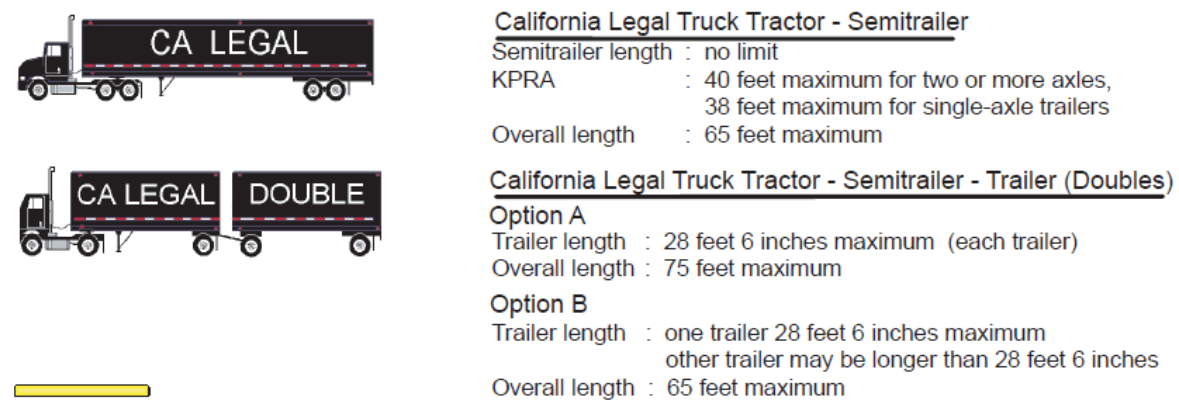 CA LEGAL
California Legal Truck Tractor - Semitrailer
Semitrailer length : no limit
KPRA : 40 feet maximum for two or more axles,
38 feet maximum for single-axle trailers
Overall length : 65 feet maximum
CA LEGAL DOUBLE
California Legal Truck Tractor - Semitrailer - Trailer (Doubles)
Option A
Trailer length : 28 feet 6 inches maximum (each trailer)
Overall length : 75 feet maximum
Option B
Trailer length : one trailer 28 feet 6 inches maximum
other trailer may be longer than 28 feet 6 inches
Overall length : 65 feet maximum